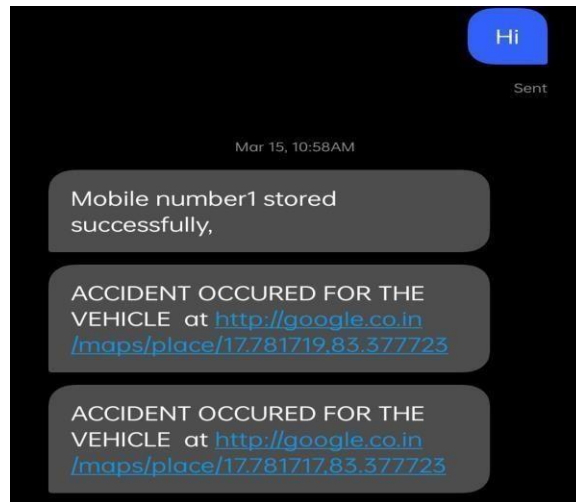 Hi
Sent
Mar 15, 10:58AM
Mobile number1 stored
successfully,
ACCIDENT OCCURED FOR THE
VEHICLE at http://google.co.in
/maps/place/17.781719,83.377723
ACCIDENT OCCURED FOR THE
VEHICLE at http://google.co.in
/maps/place/17.781717,83.377723